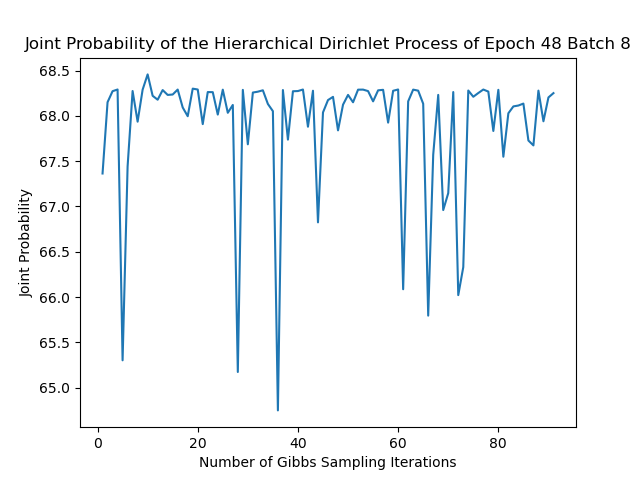 Joint Probability of the Hierarchical Dirichlet Process of Epoch 48 Batch 8
68.5
68.0
67.5
67.0
66.5
66.0
65.5
65.0
Joint Probability
0 20 40 60 80
Number of Gibbs Sampling Iterations